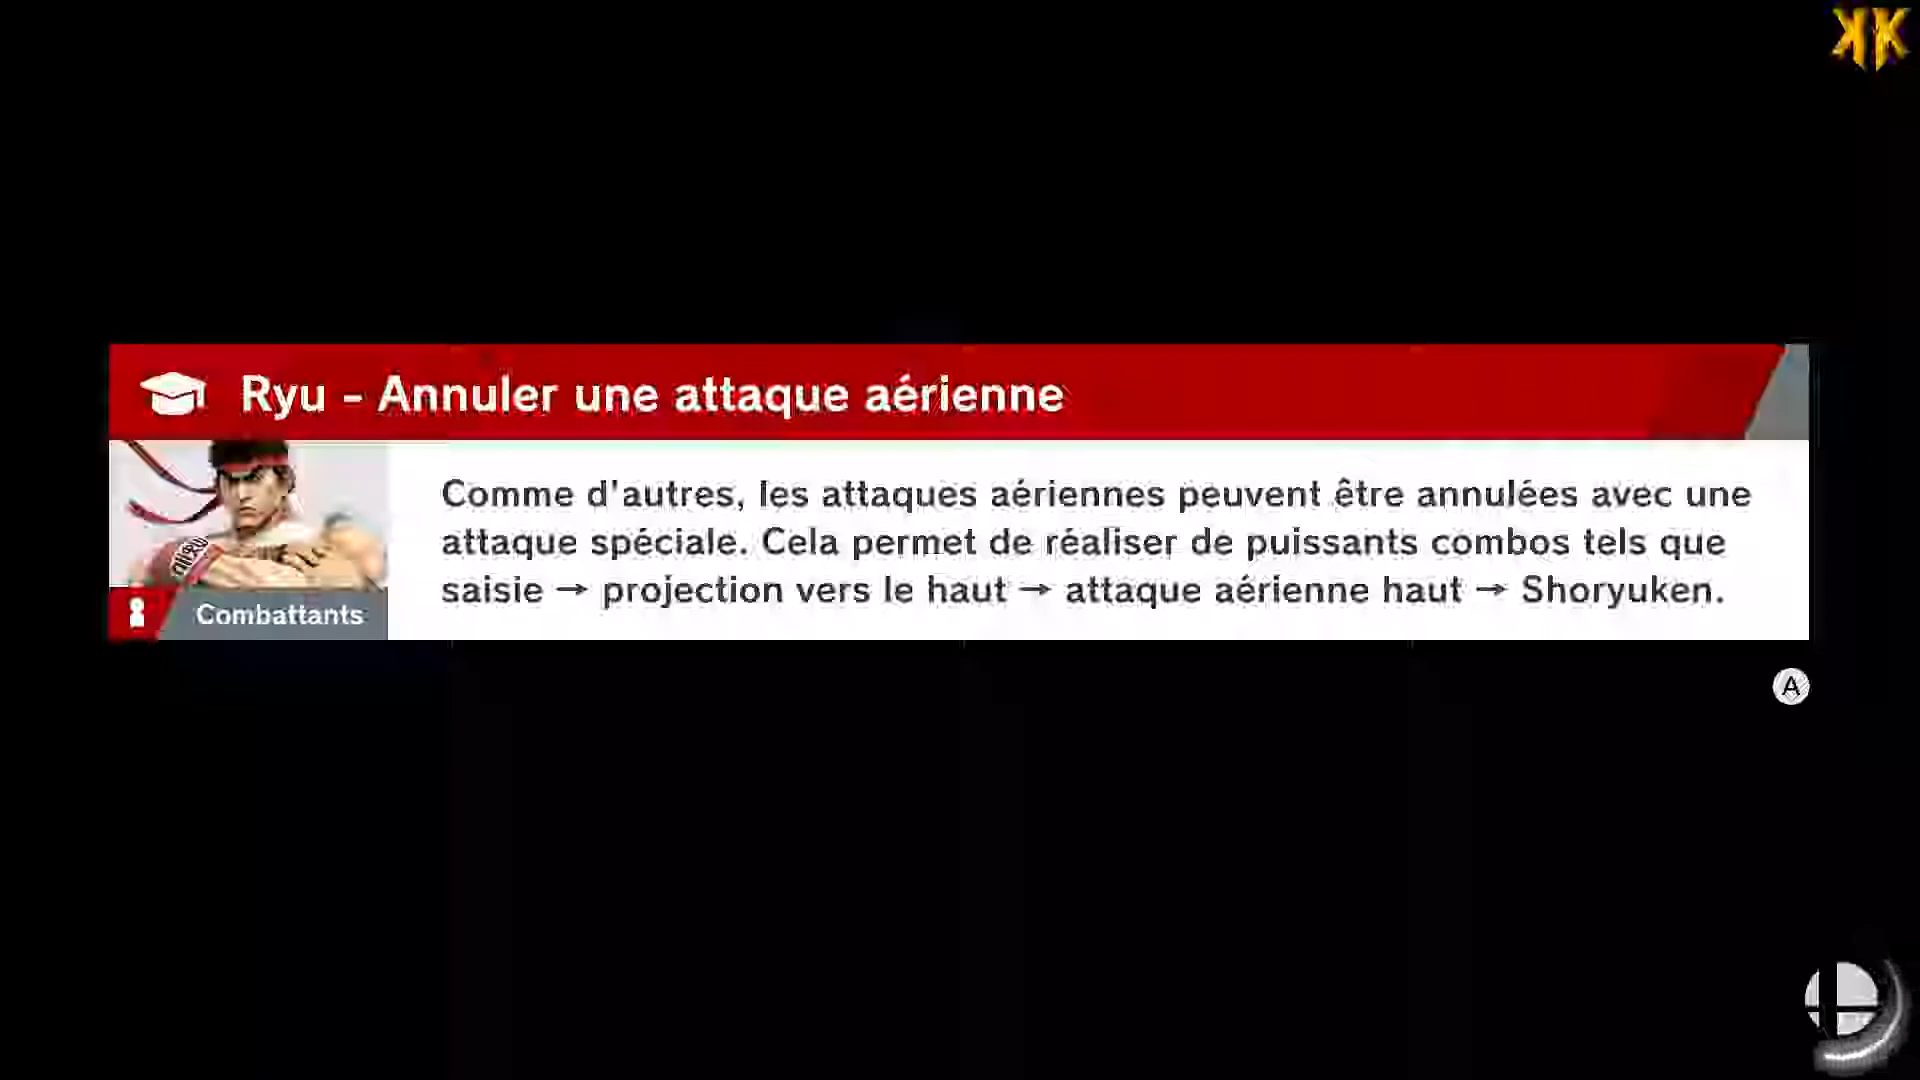 KK
Ryu - Annuler une attaque aérienne
Comme d'autres, les attaques aériennes peuvent être annulées avec une
attaque spéciale. Cela permet de réaliser de puissants combos tels que
saisie → projection vers le haut → attaque aérienne haut → Shoryuken.
Combattants
A